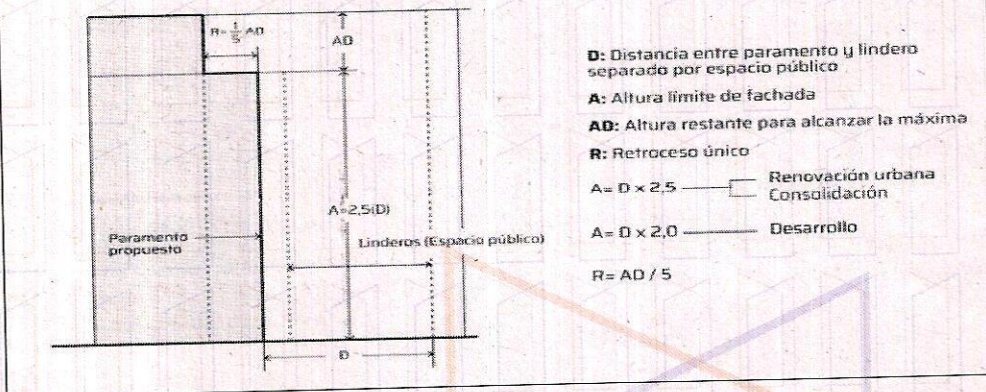 R= 1/5 AD
AD
A=2,5(D)
Paramento
propuesto
Linderos (Espacio público)
D
D: Distancia entre paramento y lindero
separado por espacio público
A: Altura límite de fachada
AD: Altura restante para alcanzar la máxima
R: Retroceso único
A= D x 2,5 Renovación urbana
Consolidación
A= D x 2,0 Desarrollo
R= AD / 5